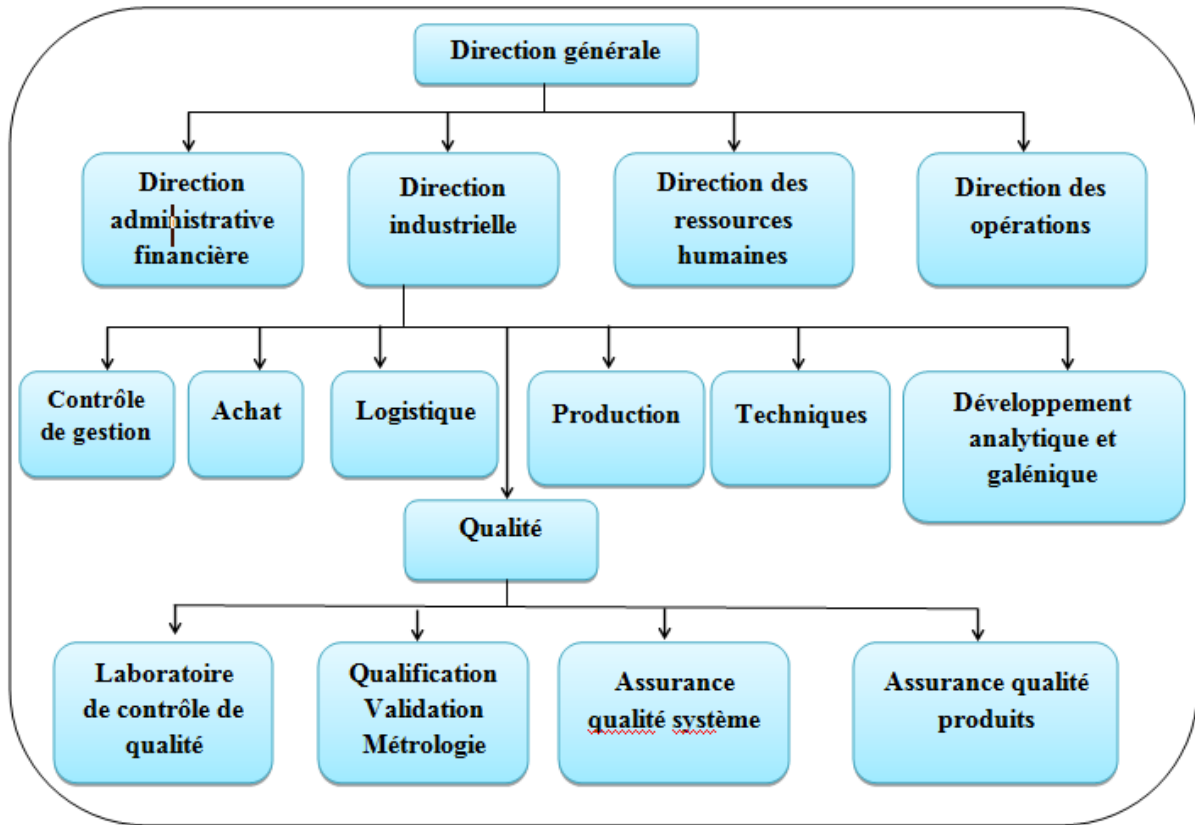 Direction générale
Direction
administrative
financière
Direction
industrielle
Direction des
ressources
humaines
Direction des
opérations
Contrôle
de gestion
Achat
Logistique
Production
Techniques
Développement
analytique et
galénique
Qualité
Laboratoire
de contrôle de
qualité
Qualification
Validation
Métrologie
Assurance
qualité système
Assurance qualité
produits